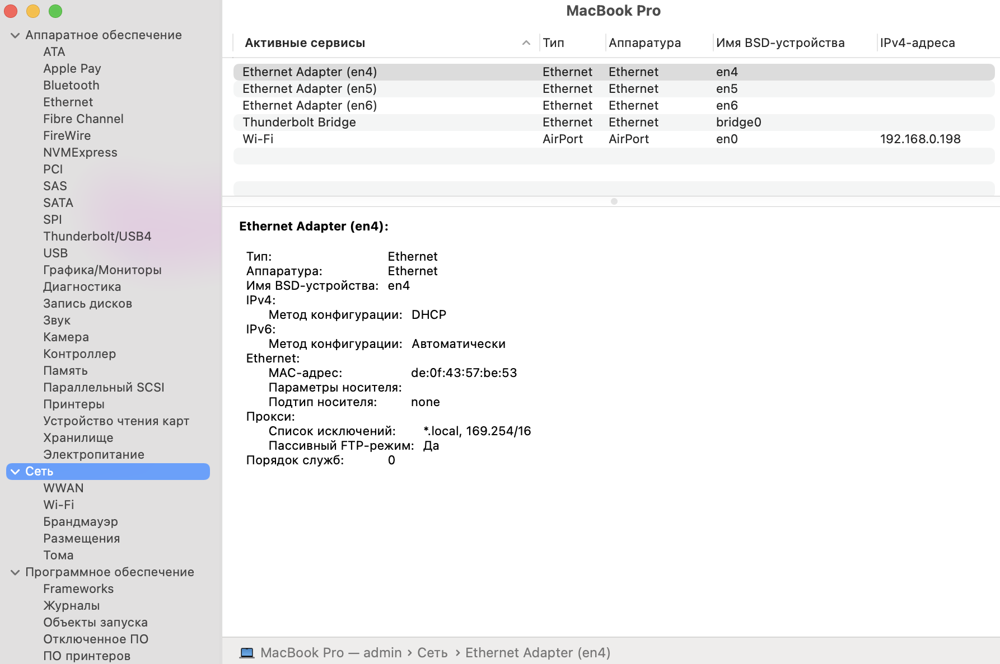 MacBook Pro
Аппаратное обеспечение
ATA
Apple Pay
Bluetooth
Ethernet
Fibre Channel
FireWire
NVMExpress
PCI
SAS
SATA
SPI
Thunderbolt/USB4
USB
Графика/Мониторы
Диагностика
Запись дисков
Звук
Камера
Контроллер
Память
Параллельный SCSI
Принтеры
Устройство чтения карт
Хранилище
Электропитание
Сеть
WWAN
Wi-Fi
Брандмауэр
Размещения
Тома
Программное обеспечение
Frameworks
Журналы
Объекты запуска
Отключенное ПО
ПО принтеров
Активные сервисы Тип Аппаратура Имя BSD-устройства IPv4-адреса
Ethernet Adapter (en4) Ethernet Ethernet en4
Ethernet Adapter (en5) Ethernet Ethernet en5
Ethernet Adapter (en6) Ethernet Ethernet en6
Thunderbolt Bridge Ethernet Ethernet bridge0
Wi-Fi AirPort AirPort en0 192.168.0.198
Ethernet Adapter (en4):
Тип: Ethernet
Аппаратура: Ethernet
Имя BSD-устройства: en4
IPv4:
Метод конфигурации: DHCP
IPv6:
Метод конфигурации: Автоматически
Ethernet:
MAC-адрес: de:0f:43:57:be:53
Параметры носителя:
Подтип носителя: none
Прокси:
Список исключений: *.local, 169.254/16
Пассивный FTP-режим: Да
Порядок служб: 0
MacBook Pro — admin › Сеть › Ethernet Adapter (en4)